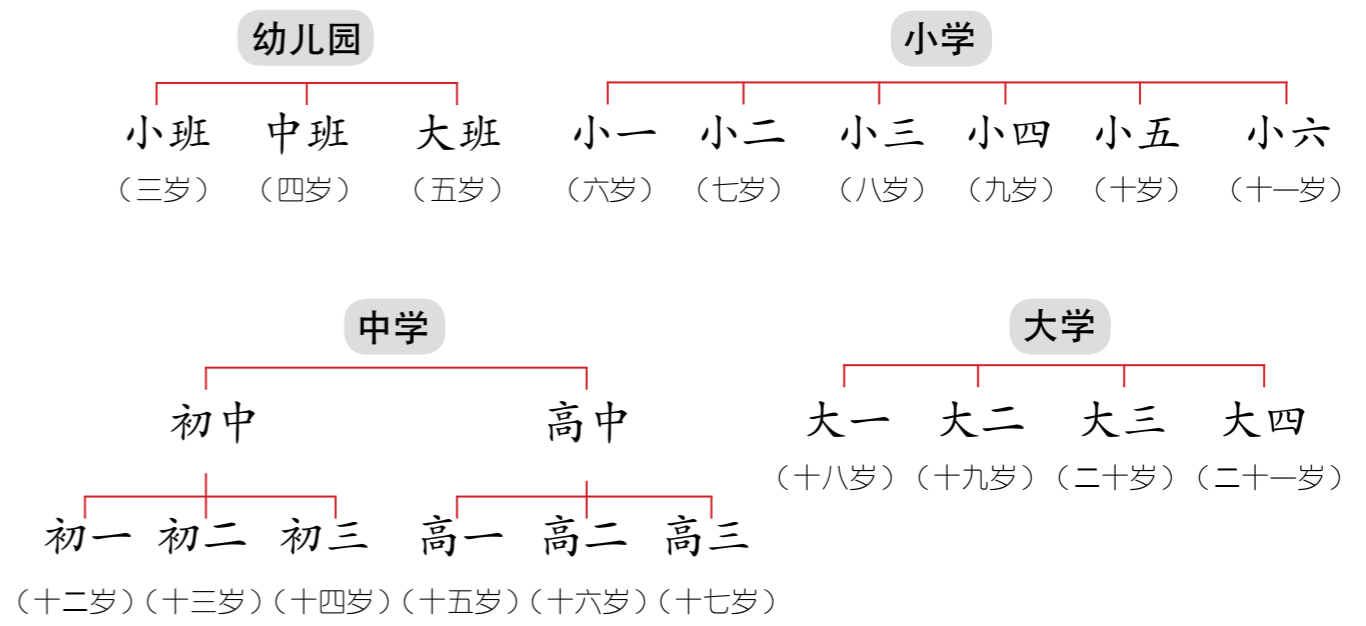 幼儿园
小学
小班 中班 大班
小一 小二 小三 小四 小五 小六
（三岁） （四岁） （五岁）
（六岁） （七岁） （八岁） （九岁） （十岁） （十一岁）
中学
大学
初中 高中
大一 大二 大三 大四
（十八岁） （十九岁） （二十岁） （二十一岁）
初一 初二 初三 高一 高二 高三
（十二岁） （十三岁） （十四岁） （十五岁） （十六岁） （十七岁）